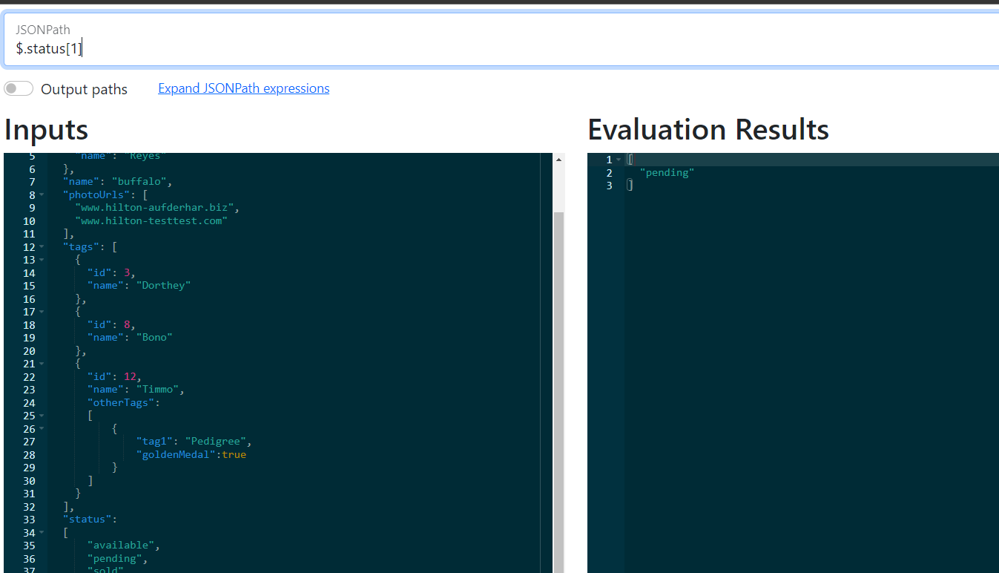 JSONPath
$.status[1]
Output paths
Expand JSONPath expressions
Inputs
Evaluation Results
5 "name": "Reyes"
6 },
7 "name": "buffalo",
8 "photoUrls": [
9 "www.hilton-aufderhar.biz",
10 "www.hilton-testtest.com"
11 ],
12 "tags": [
13 {
14 "id": 3,
15 "name": "Dorthey"
16 },
17 {
18 "id": 8,
19 "name": "Bono"
20 },
21 {
22 "id": 12,
23 "name": "Timmo",
24 "otherTags":
25 [
26 {
27 "tag1": "Pedigree",
28 "goldenMedal":true
29 }
30 ]
31 }
32 ],
33 "status":
34 [
35 "available",
36 "pending",
37 "sold"
1 [
2 "pending"
3 ]